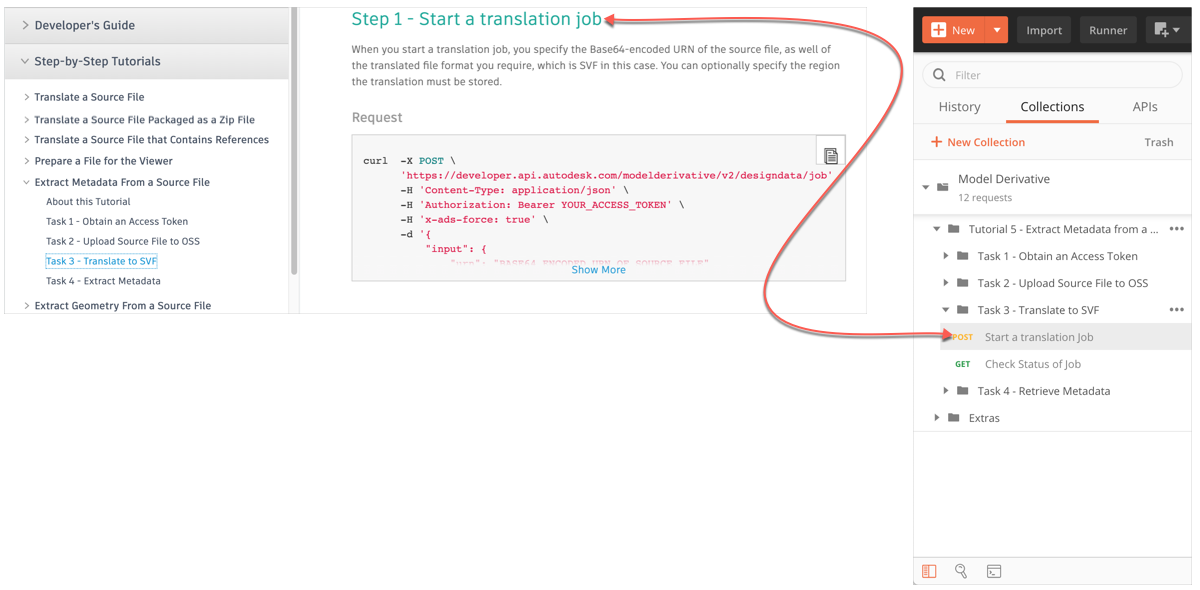 Developer's Guide
Step-by-Step Tutorials
Translate a Source File
Translate a Source File Packaged as a Zip File
Translate a Source File that Contains References
Prepare a File for the Viewer
Extract Metadata From a Source File
About this Tutorial
Task 1 - Obtain an Access Token
Task 2 - Upload Source File to OSS
Task 3 - Translate to SVF
Task 4 - Extract Metadata
Extract Geometry From a Source File
Step 1 - Start a translation job
When you start a translation job, you specify the Base64-encoded URN of the source file, as well of
the translated file format you require, which is SVF in this case. You can optionally specify the region
the translation must be stored.
Request
curl -X POST \
'https://developer.api.autodesk.com/modelderivative/v2/designdata/job'
-H 'Content-Type: application/json' \
-H 'Authorization: Bearer YOUR_ACCESS_TOKEN' \
-H 'x-ads-force: true' \
-d '{
"input": {
"urn": "BASE64_ENCODED_URN_OF_SOURCE_FILE"
Show More
New
Import
Runner
Filter
History
Collections
APIs
New Collection
Trash
Model Derivative
12 requests
Tutorial 5 - Extract Metadata from a ...
Task 1 - Obtain an Access Token
Task 2 - Upload Source File to OSS
Task 3 - Translate to SVF
POST Start a translation Job
GET Check Status of Job
Task 4 - Retrieve Metadata
Extras